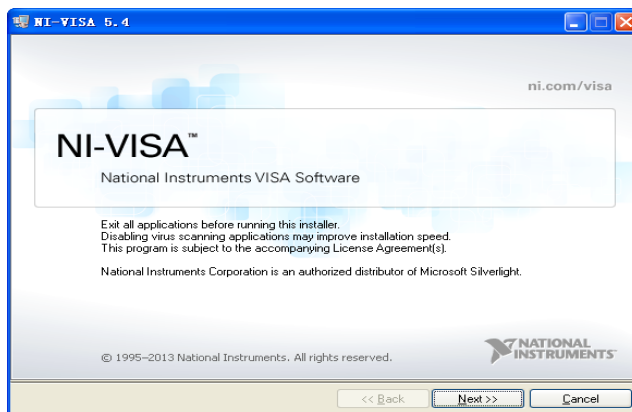 NI-VISA 5.4
ni.com/visa
NI-VISA™
National Instruments VISA Software
Exit all applications before running this installer.
Disabling virus scanning applications may improve installation speed.
This program is subject to the accompanying License Agreement(s).
National Instruments Corporation is an authorized distributor of Microsoft Silverlight.
© 1995–2013 National Instruments. All rights reserved.
NATIONAL
INSTRUMENTS™
<< Back Next >> Cancel